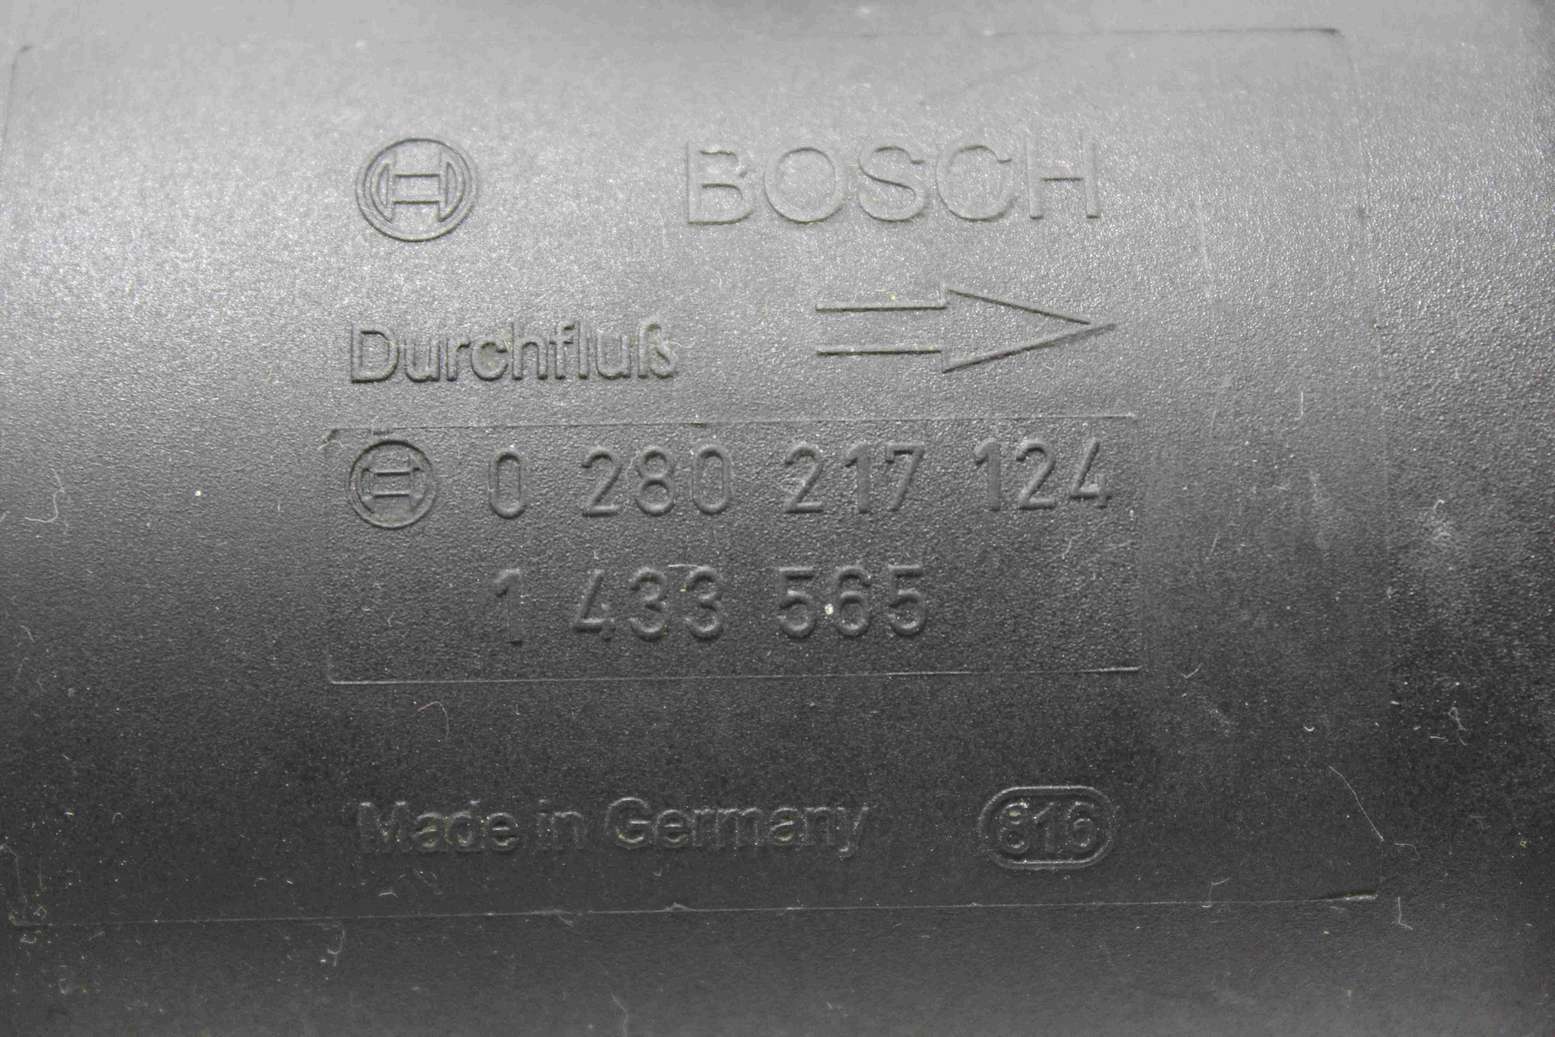 BOSCH
Durchfluß
0 280 217 124
1 433 565
Made in Germany 816